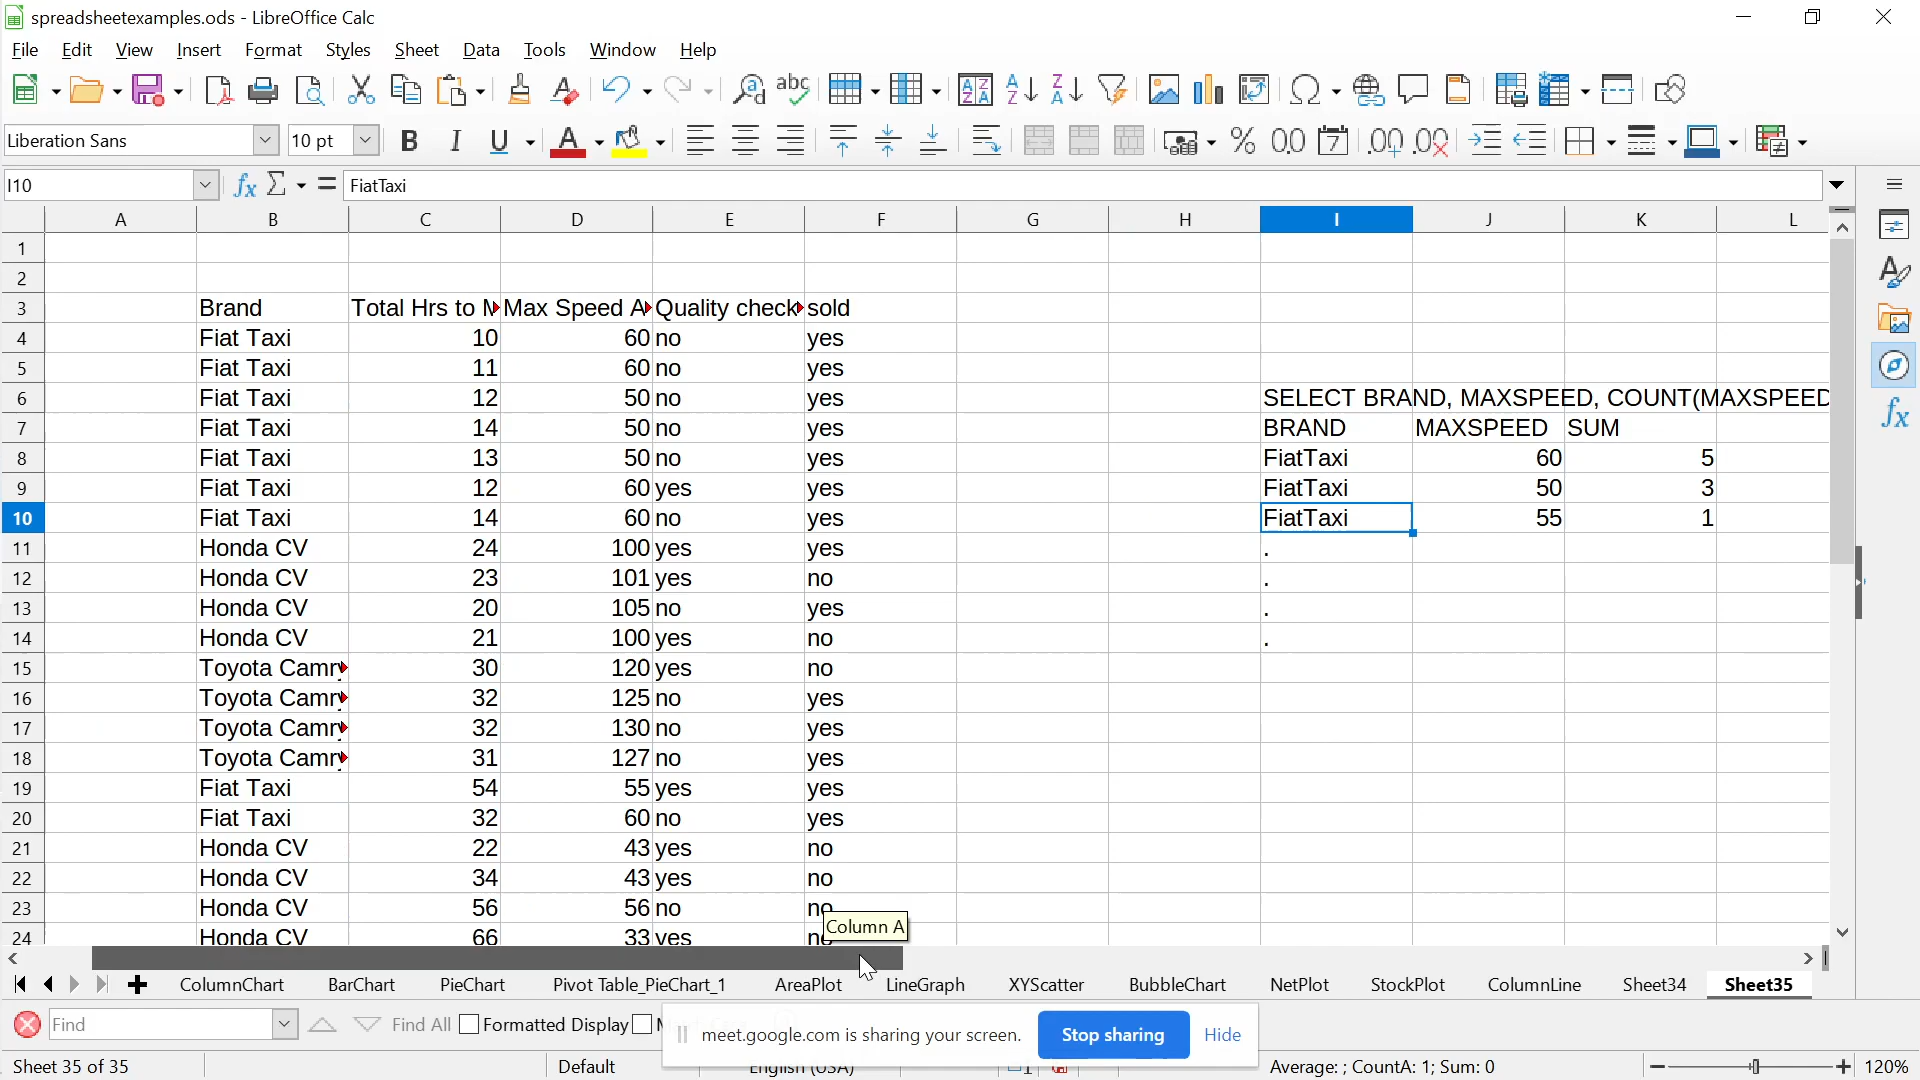 spreadsheetexamples.ods - LibreOffice Calc
File Edit View Insert Format Styles Sheet Data Tools Window Help
Liberation Sans 10 pt
I10 FiatTaxi
A B C D E F G H I J K L
1
2
3 Brand Total Hrs to M Max Speed A Quality check sold
4 Fiat Taxi 10 60 no yes
5 Fiat Taxi 11 60 no yes
6 Fiat Taxi 12 50 no yes SELECT BRAND, MAXSPEED, COUNT(MAXSPEED
7 Fiat Taxi 14 50 no yes BRAND MAXSPEED SUM
8 Fiat Taxi 13 50 no yes FiatTaxi 60 5
9 Fiat Taxi 12 60 yes yes FiatTaxi 50 3
10 Fiat Taxi 14 60 no yes FiatTaxi 55 1
11 Honda CV 24 100 yes yes .
12 Honda CV 23 101 yes no .
13 Honda CV 20 105 no yes .
14 Honda CV 21 100 yes no .
15 Toyota Camry 30 120 yes no
16 Toyota Camry 32 125 no yes
17 Toyota Camry 32 130 no yes
18 Toyota Camry 31 127 no yes
19 Fiat Taxi 54 55 yes yes
20 Fiat Taxi 32 60 no yes
21 Honda CV 22 43 yes no
22 Honda CV 34 43 yes no
23 Honda CV 56 56 no no
24 Honda CV 66 33 yes no
Column A
ColumnChart BarChart PieChart Pivot Table_PieChart_1 AreaPlot LineGraph XYScatter BubbleChart NetPlot StockPlot ColumnLine Sheet34 Sheet35
Find Find All Formatted Display
meet.google.com is sharing your screen. Stop sharing Hide
Sheet 35 of 35 Default English (USA) Average: ; CountA: 1; Sum: 0 120%